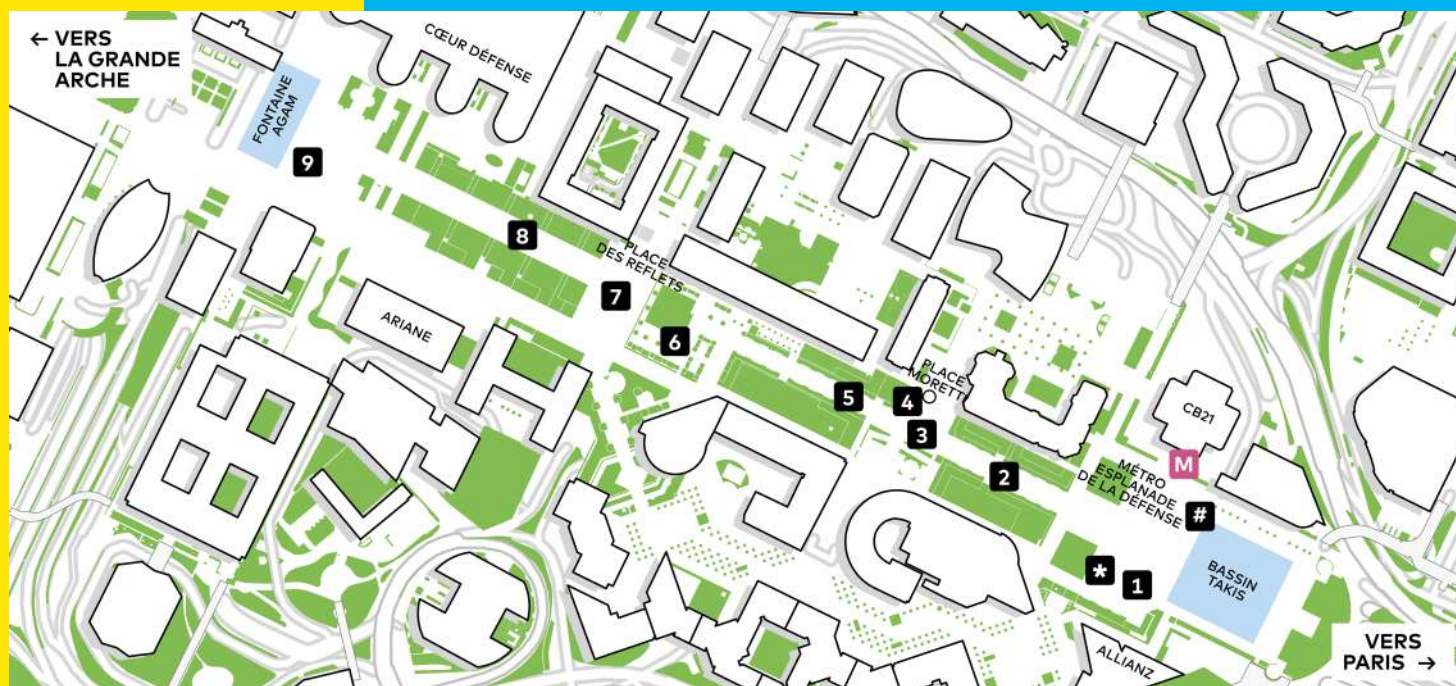 ← VERS
LA GRANDE
ARCHE
CŒUR DÉFENSE
FONTAINE
AGAM
9
8
PLACE
DES REFLETS
7
ARIANE
6
PLACE
MORETTI
5
4
3
CB21
M
2
MÉTRO
ESPLANADE
DE LA DÉFENSE
#
*
1
BASSIN
TAKIS
ALLIANZ
VERS
PARIS →